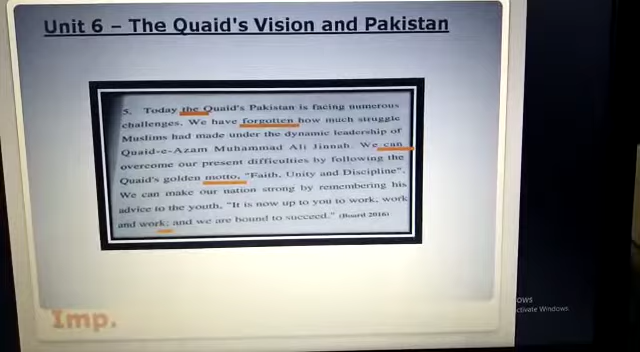 Unit 6 – The Quaid's Vision and Pakistan
5. Today the Quaid's Pakistan is facing numerous
challenges. We have forgotten how much struggle
Muslims had made under the dynamic leadership of
Quaid-e-Azam Muhammad Ali Jinnah. We can
overcome our present difficulties by following the
Quaid's golden motto, "Faith, Unity and Discipline".
We can make our nation strong by remembering his
advice to the youth, "It is now up to you to work, work
and work; and we are bound to succeed." (Board 2016)
Imp.
ows
ctivate Windows